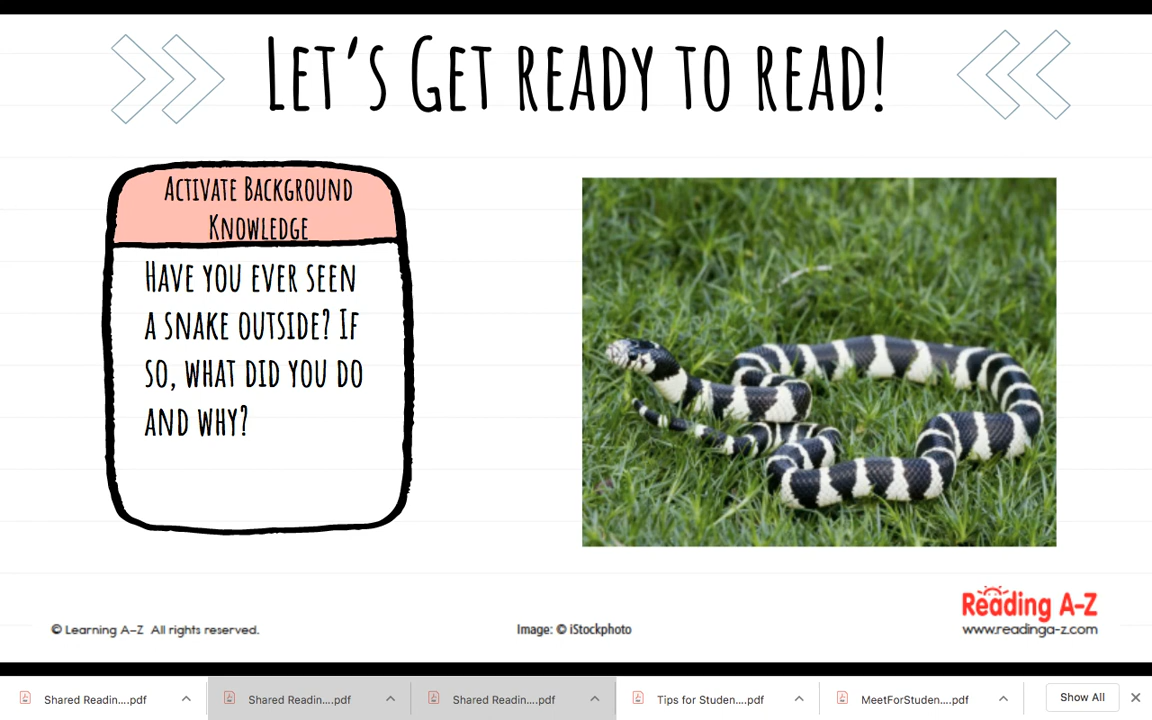 Let's Get ready to read!
Activate Background
Knowledge
Have you ever seen
a snake outside? If
so, what did you do
and why?
© Learning A–Z All rights reserved.
Image: © iStockphoto
Reading A-Z
www.readinga-z.com
Shared Readin....pdf
Shared Readin....pdf
Shared Readin....pdf
Tips for Studen....pdf
MeetForStuden....pdf
Show All